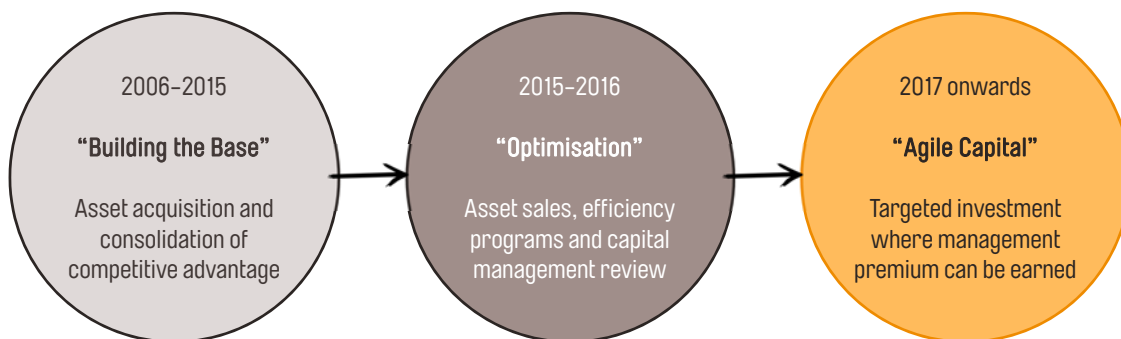 2006–2015
“Building the Base”
Asset acquisition and
consolidation of
competitive advantage
2015–2016
“Optimisation”
Asset sales, efficiency
programs and capital
management review
2017 onwards
“Agile Capital”
Targeted investment
where management
premium can be earned